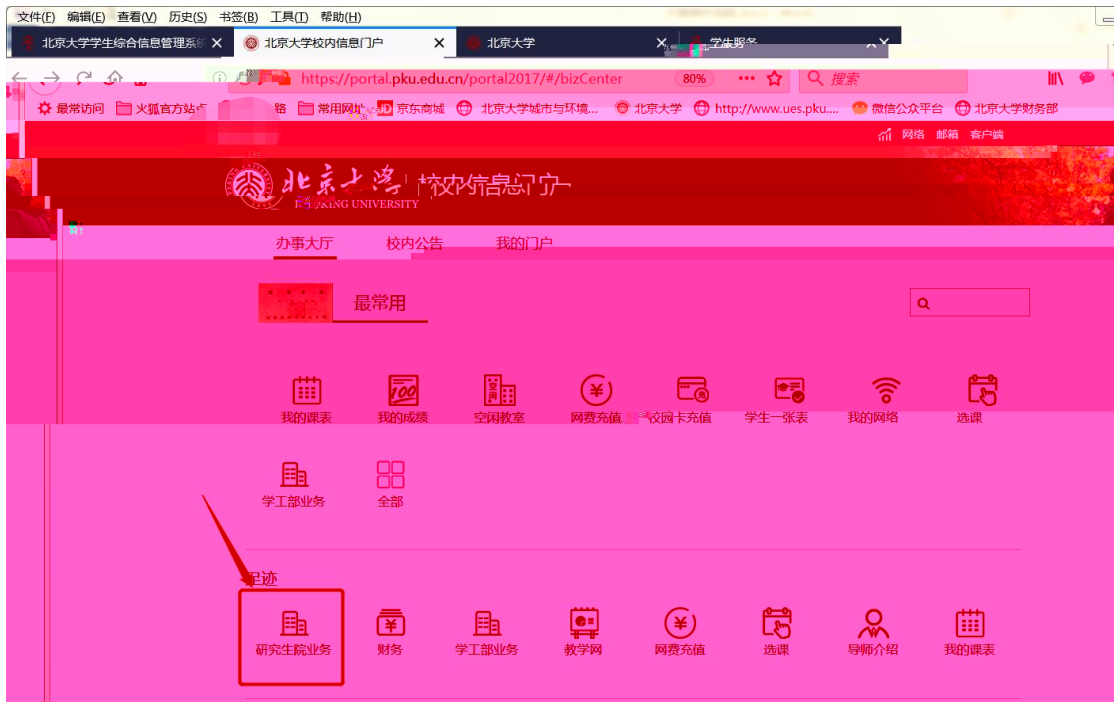 文件(F) 编辑(E) 查看(V) 历史(S) 书签(B) 工具(T) 帮助(H)
北京大学学生综合信息管理系统 北京大学校内信息门户 北京大学 学生服务
https://portal.pku.edu.cn/portal2017/#/bizCenter 80% 搜索
最常访问 火狐官方站点 常用网址 JD 京东商城 北京大学城市与环境... 北京大学 http://www.ues.pku.... 微信公众平台 北京大学财务部
网络 邮箱 客户端
北京大学 校内信息门户
UNIVERSITY
办事大厅 校内公告 我的门户
最常用
我的课表 我的成绩 空闲教室 网费充值 校园卡充值 学生一张表 我的网络 选课
学工部业务 全部
足迹
研究生院业务 财务 学工部业务 教学网 网费充值 选课 导师介绍 我的课表